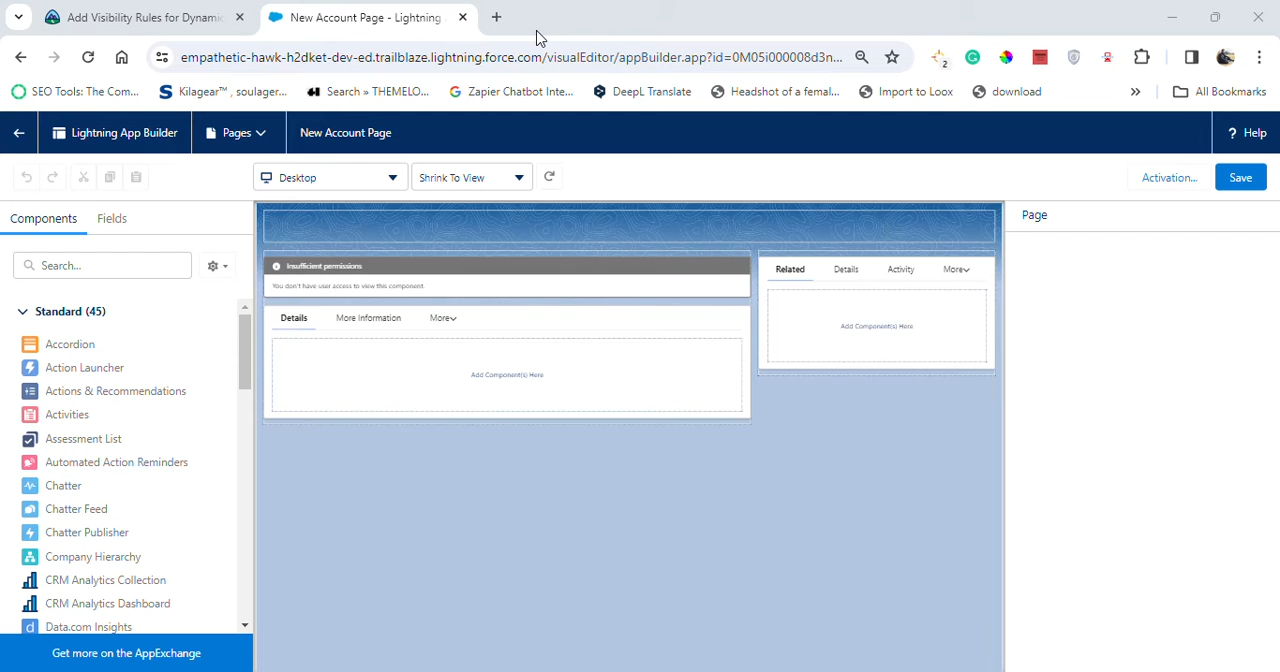 Add Visibility Rules for Dynamic
New Account Page - Lightning
empathetic-hawk-h2dket-dev-ed.trailblaze.lightning.force.com/visualEditor/appBuilder.app?id=0M05i000008d3n...
2
SEO Tools: The Com...
Kilagear™ , soulager...
Search » THEMELO...
Zapier Chatbot Inte...
DeepL Translate
Headshot of a femal...
Import to Loox
download
»
All Bookmarks
Lightning App Builder
Pages
New Account Page
? Help
Desktop
Shrink To View
Activation...
Save
Components
Fields
Page
Search...
Insufficient permissions
You don't have user access to view this component.
Related
Details
Activity
More
Standard (45)
Details
More Information
More
Add Component(s) Here
Accordion
Action Launcher
Add Component(s) Here
Actions & Recommendations
Activities
Assessment List
Automated Action Reminders
Chatter
Chatter Feed
Chatter Publisher
Company Hierarchy
CRM Analytics Collection
CRM Analytics Dashboard
Data.com Insights
Get more on the AppExchange